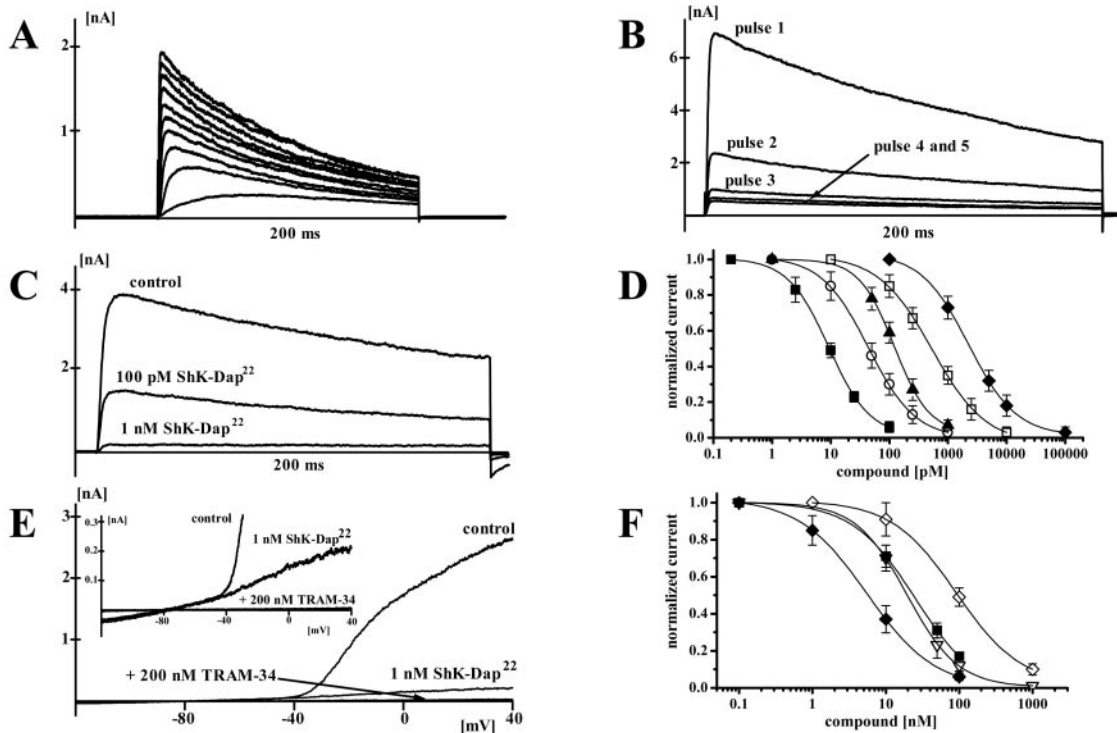 A
[nA]
2
1
200 ms
B
[nA]
6
4
2
pulse 1
pulse 2
pulse 3
pulse 4 and 5
200 ms
C
[nA]
4
2
control
100 pM ShK-Dap22
1 nM ShK-Dap22
200 ms
D
normalized current
1.0
0.8
0.6
0.4
0.2
0.0
0.1 1 10 100 1000 10000 100000
compound [pM]
E
[nA]
3
2
1
[nA]
0.3
0.2
0.1
control
1 nM ShK-Dap22
+ 200 nM TRAM-34
-80 -40 0 40
[mV]
control
+ 200 nM TRAM-34
1 nM ShK-Dap22
-80 -40 0 40
[mV]
F
normalized current
1.0
0.8
0.6
0.4
0.2
0.0
0.1 1 10 100 1000
compound [nM]